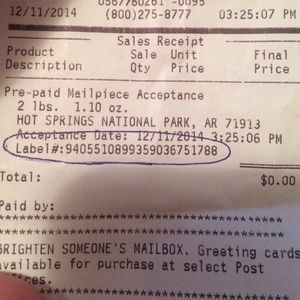 12/11/2014 (800)275-8777 03:25:07 PM
Sales Receipt
Product Sale Unit Final
Description Qty Price Price
Pre-paid Mailpiece Acceptance
2 lbs. 1.10 oz.
HOT SPRINGS NATIONAL PARK, AR 71913
Acceptance Date: 12/11/2014 3:25:06 PM
Label#:9405510899359036751788
Total: $0.00
Paid by:
BRIGHTEN SOMEONE'S MAILBOX. Greeting cards
available for purchase at select Post